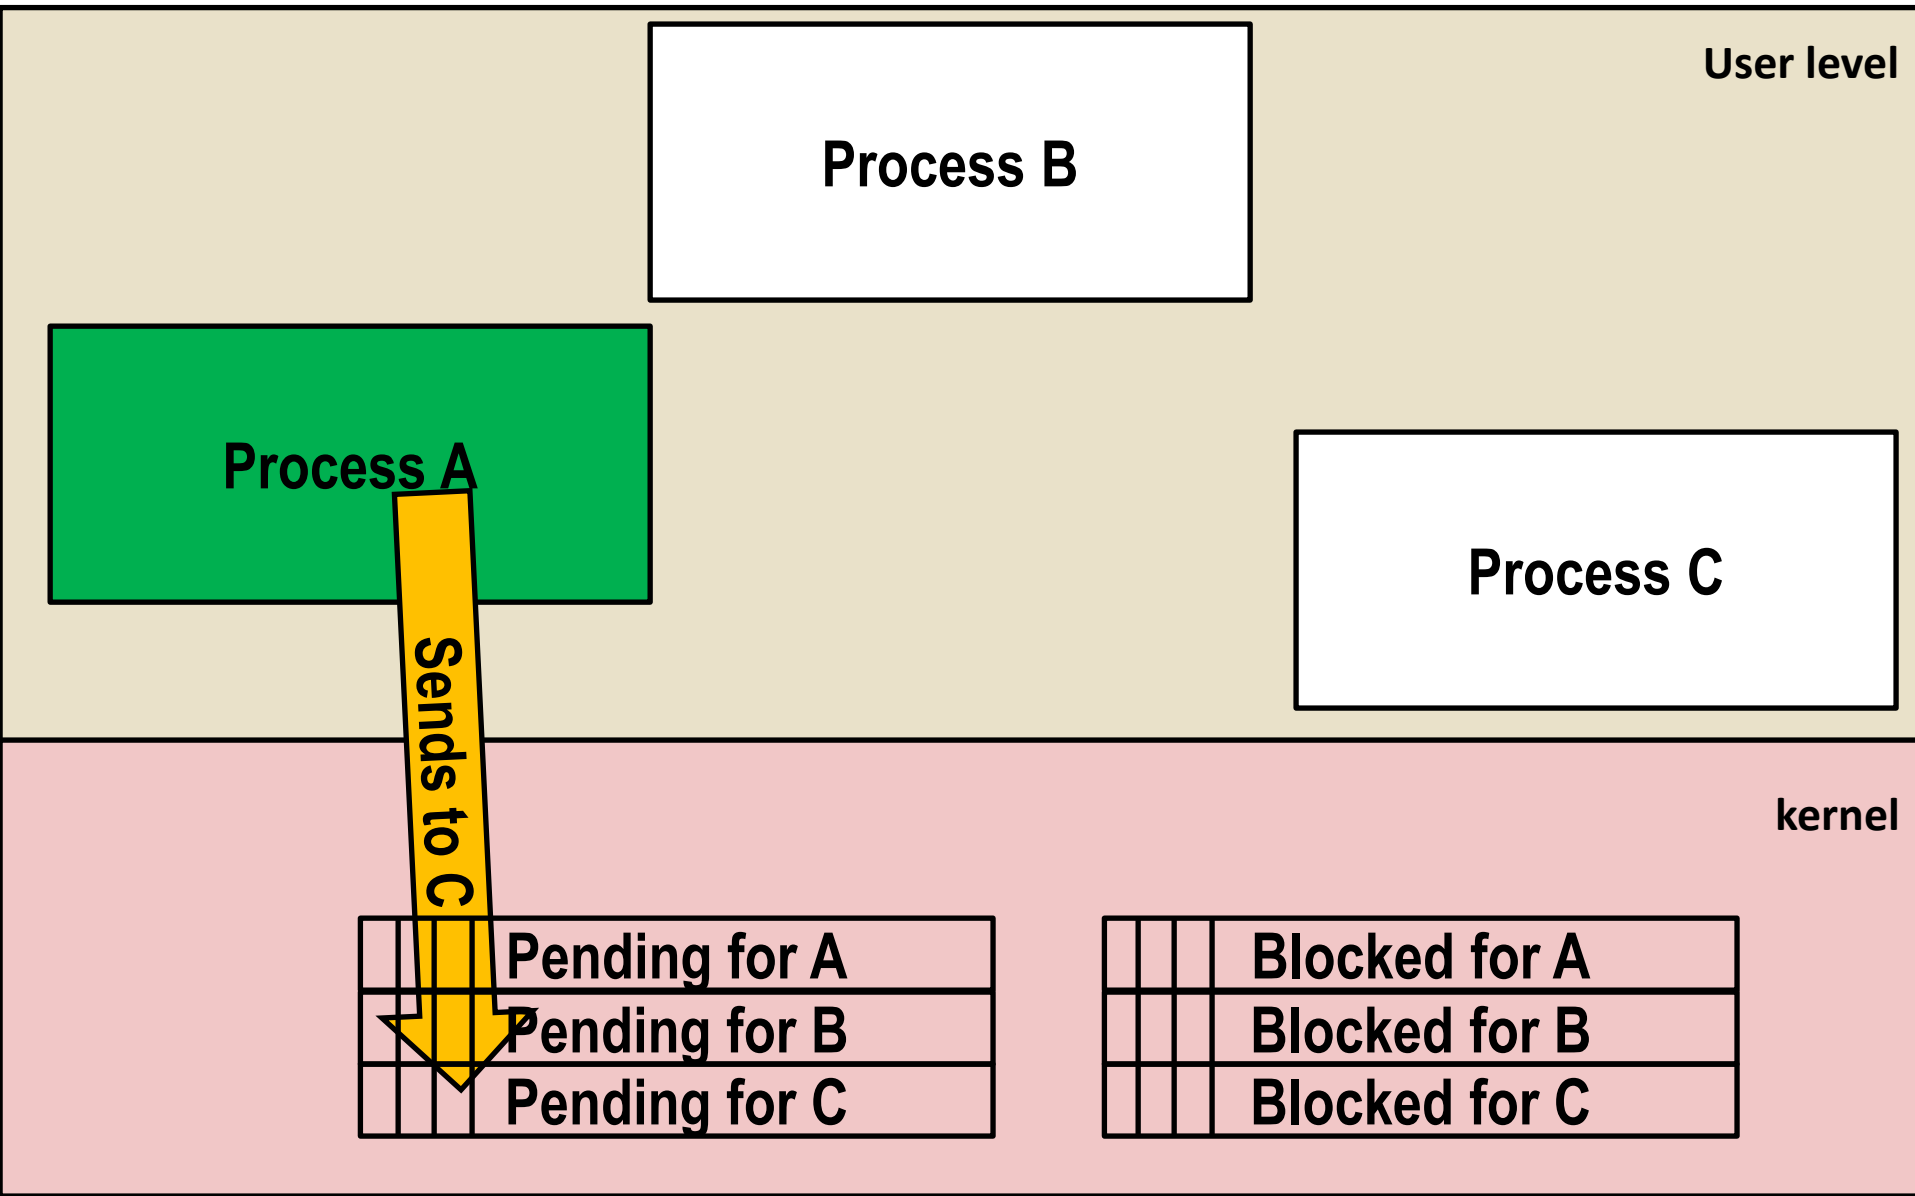 User level
Process B
Process A
Process C
Sends to C
kernel
Pending for A
Blocked for A
Pending for B
Blocked for B
Pending for C
Blocked for C